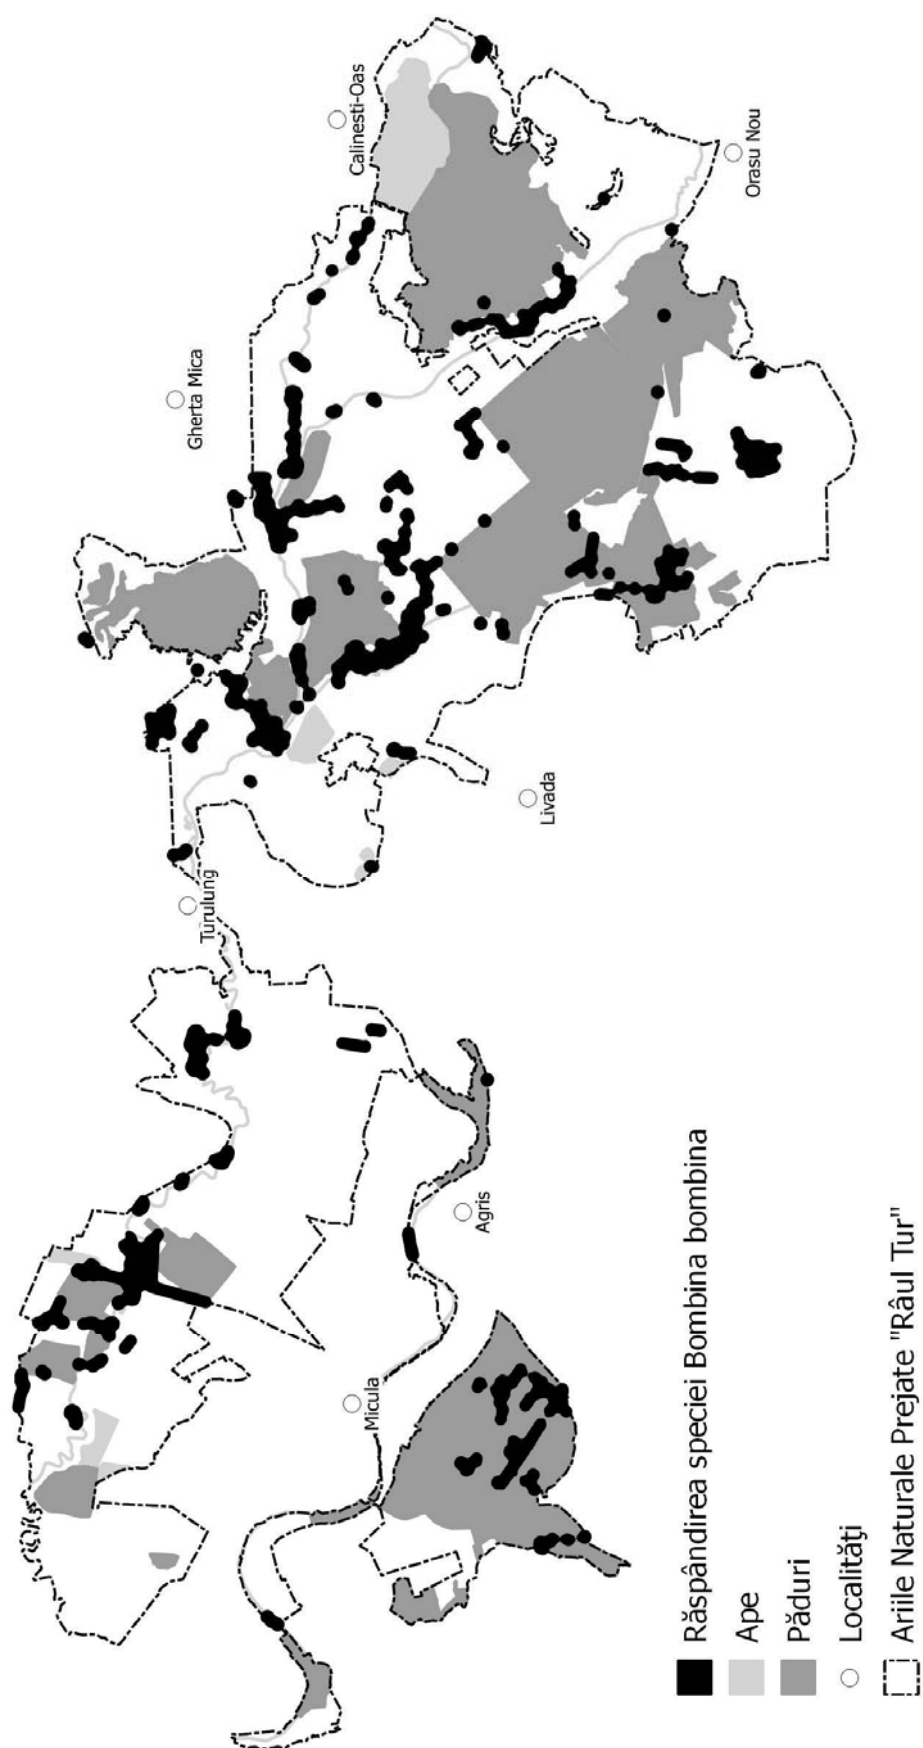 Calinesti-Oas
Orasu Nou
Gherta Mica
Livada
Turulung
Agris
Micula
Răspândirea speciei Bombina bombina
Ape
Păduri
Localități
Ariile Naturale Prejate "Râul Tur"